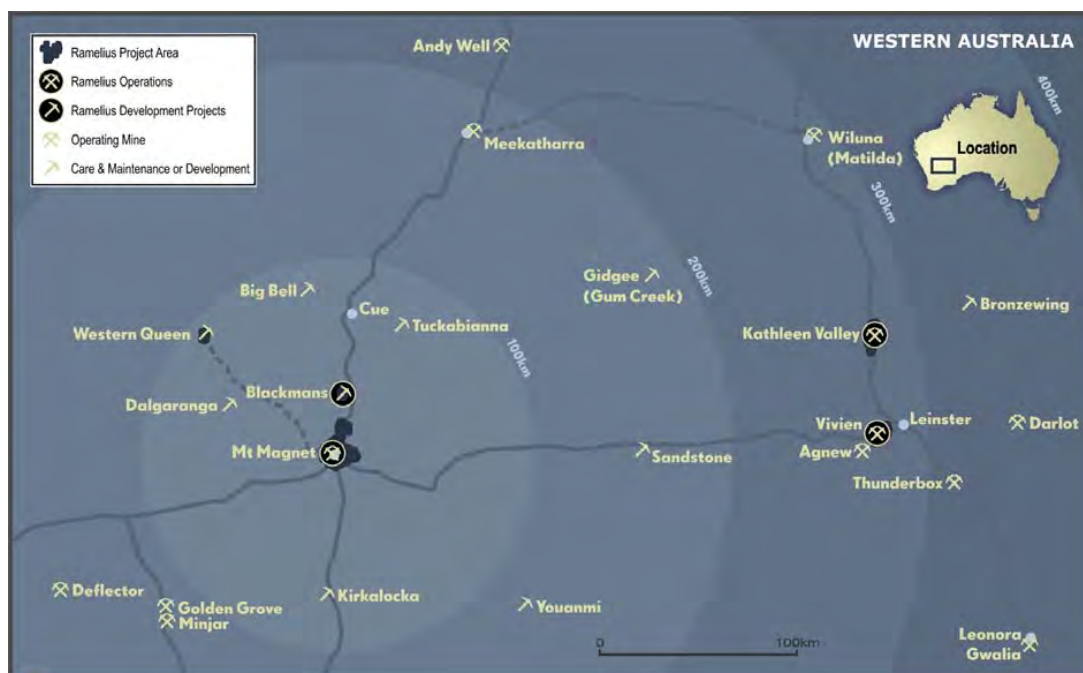 WESTERN AUSTRALIA
Ramelius Project Area
Ramelius Operations
Ramelius Development Projects
Operating Mine
Care & Maintenance or Development
Andy Well
400km
Location
Meekatharra
Wiluna
(Matilda)
300km
200km
Gidgee
(Gum Creek)
Big Bell
Cue
Tuckabianna
Bronzewing
Western Queen
Kathleen Valley
100km
Blackmans
Dalgaranga
Vivien
Leinster
Darlot
Mt Magnet
Sandstone
Agnew
Thunderbox
Deflector
Golden Grove
Minjar
Kirkalocka
Youanmi
0
100km
Leonora
Gwalia